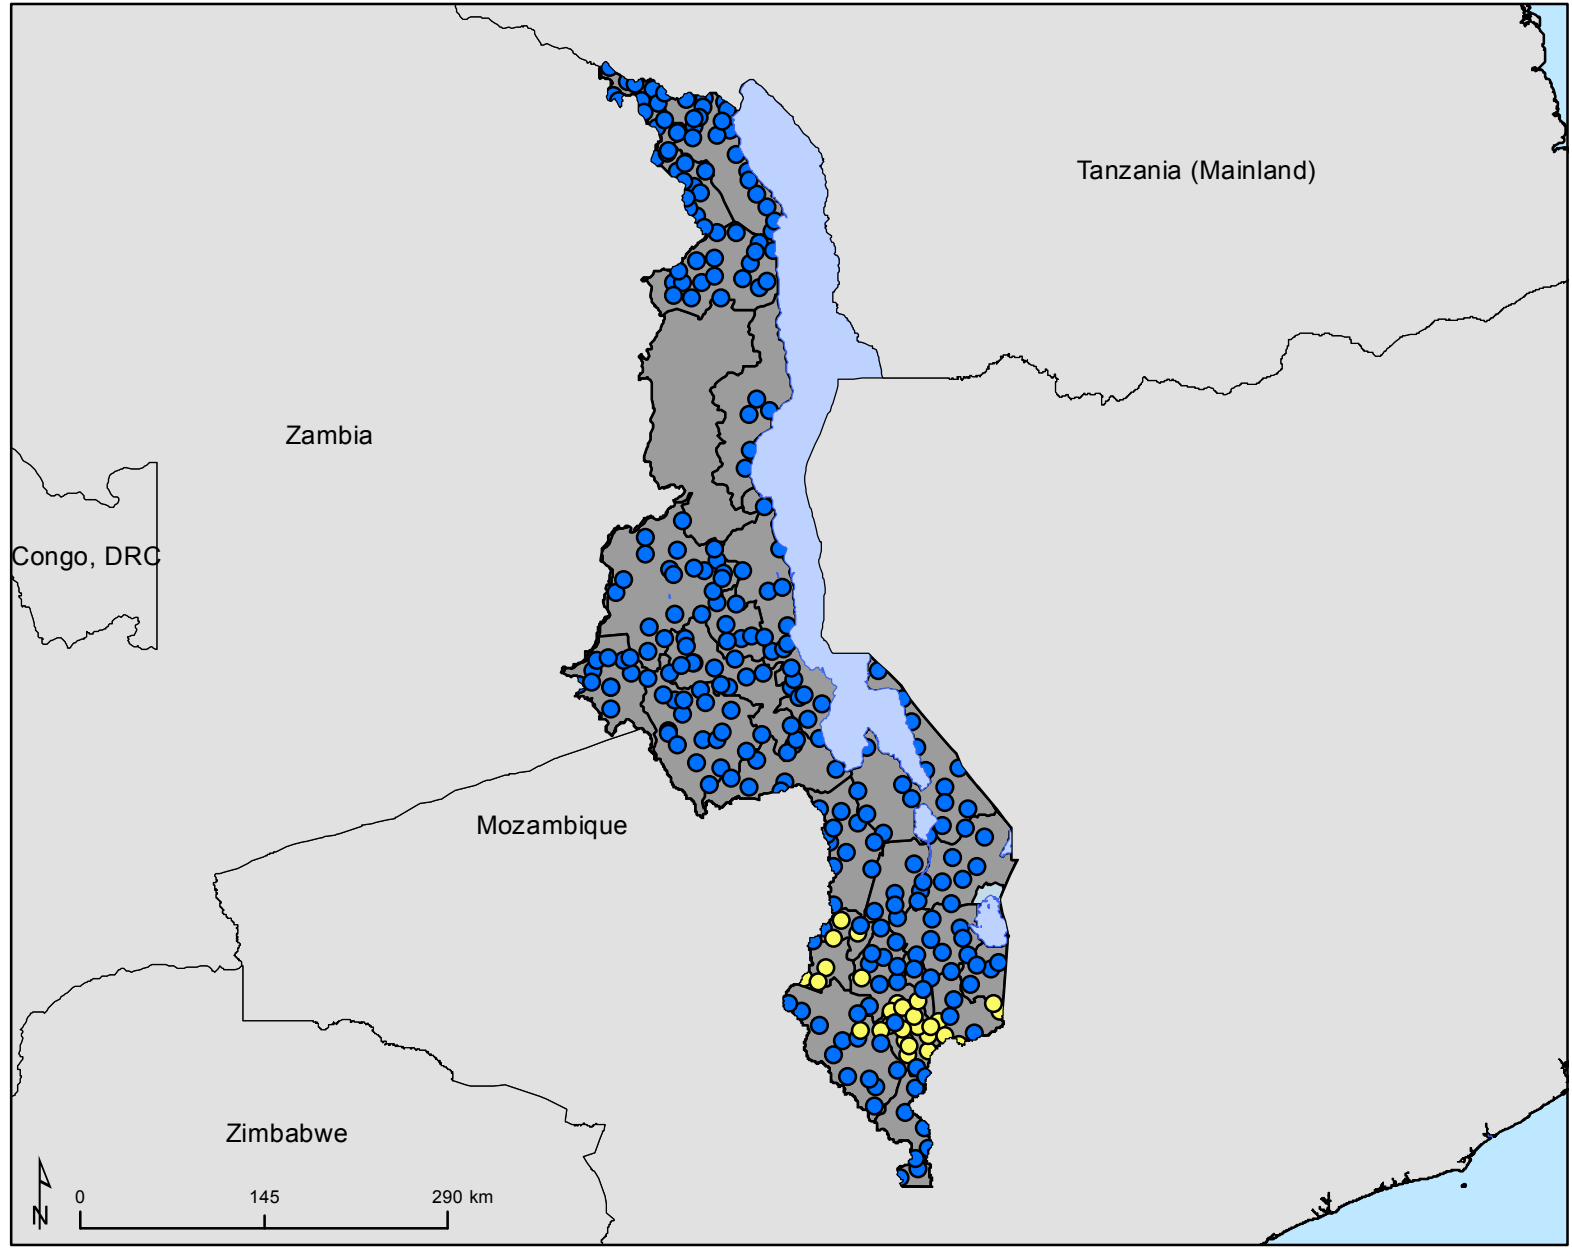 Tanzania (Mainland)
Zambia
Congo, DRC
Mozambique
Zimbabwe
N
0 145 290 km